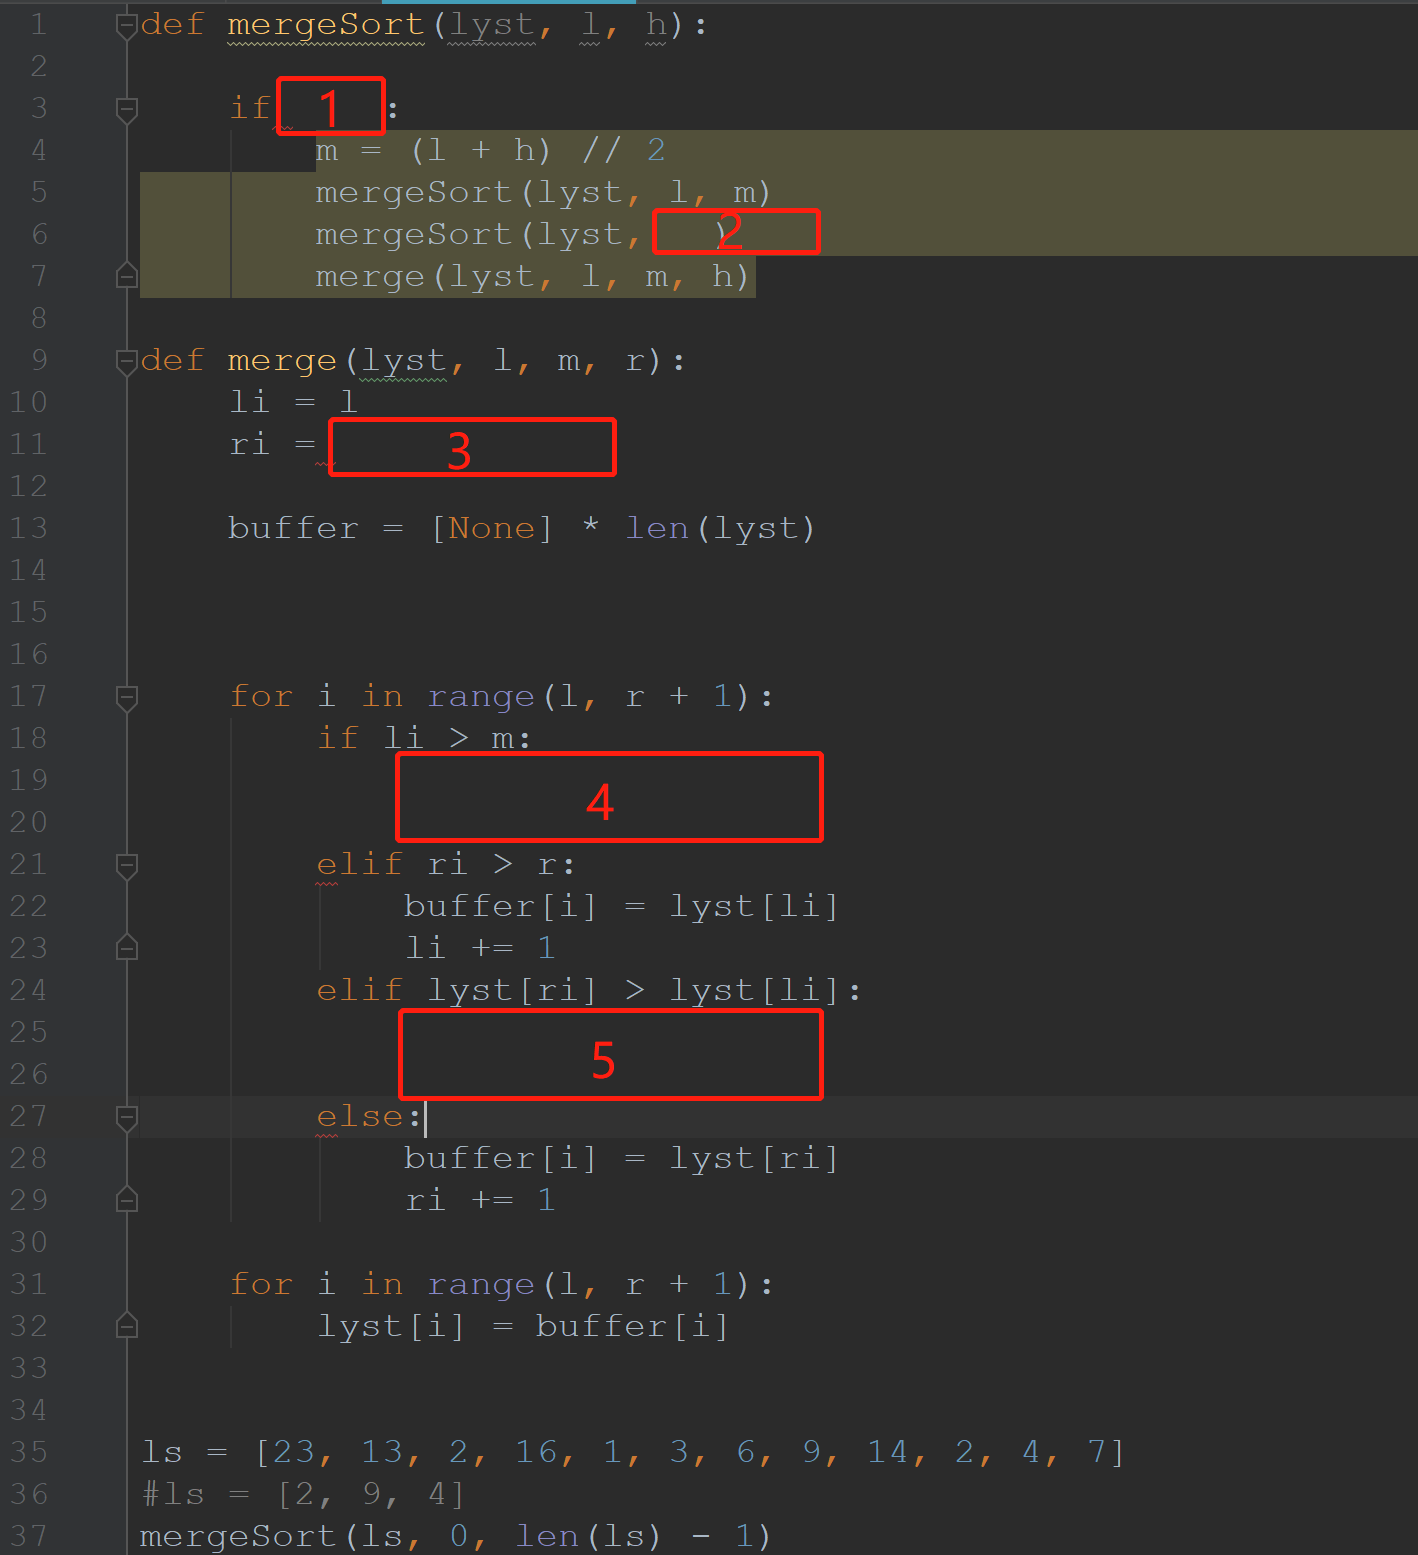 1 def mergeSort(lyst, l, h):
2
3     if 1 :
4         m = (l + h) // 2
5         mergeSort(lyst, l, m)
6         mergeSort(lyst, 2 )
7         merge(lyst, l, m, h)
8
9 def merge(lyst, l, m, r):
10     li = l
11     ri = 3
12
13     buffer = [None] * len(lyst)
14
15
16
17     for i in range(l, r + 1):
18         if li > m:
19             4
20
21         elif ri > r:
22             buffer[i] = lyst[li]
23             li += 1
24         elif lyst[ri] > lyst[li]:
25             5
26
27         else:
28             buffer[i] = lyst[ri]
29             ri += 1
30
31     for i in range(l, r + 1):
32         lyst[i] = buffer[i]
33
34
35 ls = [23, 13, 2, 16, 1, 3, 6, 9, 14, 2, 4, 7]
36 #ls = [2, 9, 4]
37 mergeSort(ls, 0, len(ls) - 1)